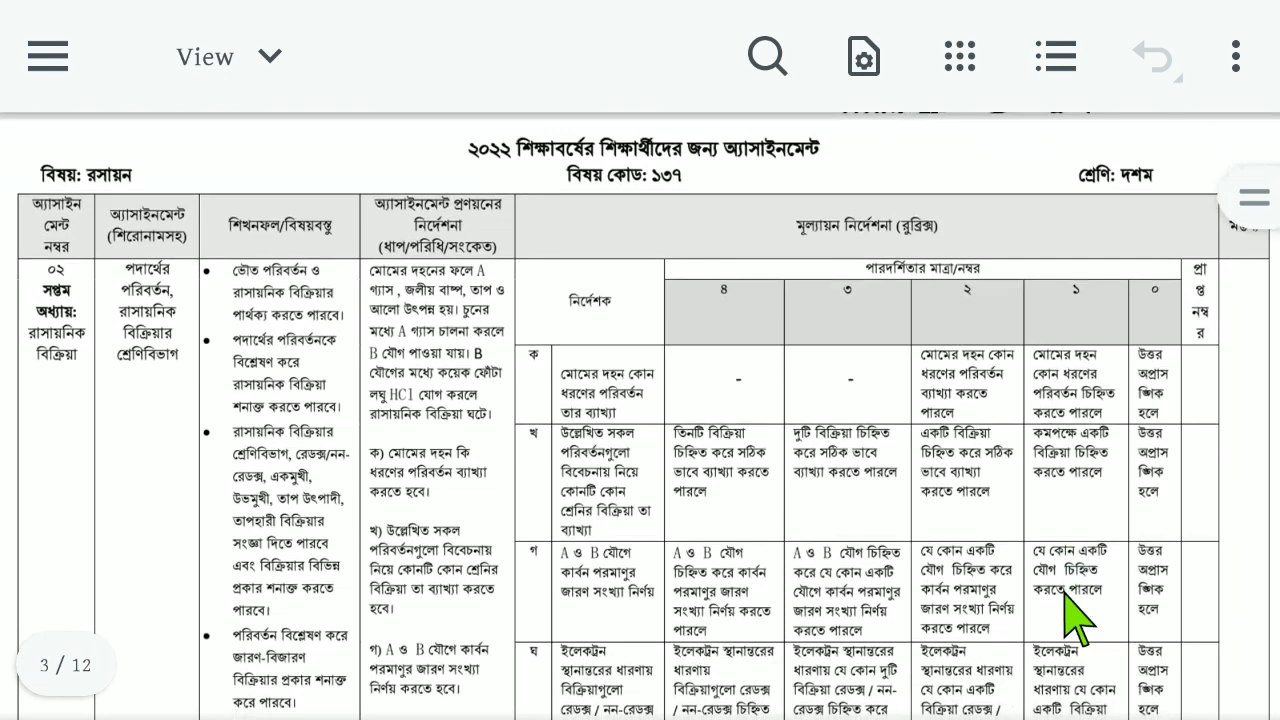 View
২০২২ শিক্ষাবর্ষের শিক্ষার্থীদের জন্য অ্যাসাইনমেন্ট
বিষয়: রসায়ন
বিষয় কোড: ১৩৭
শ্রেণি: দশম
অ্যাসাইন
মেন্ট
নম্বর
অ্যাসাইনমেন্ট
(শিরোনামসহ)
শিখনফল/বিষয়বস্তু
অ্যাসাইনমেন্ট প্রণয়নের
নির্দেশনা
(ধাপ/পরিধি/সংকেত)
মূল্যায়ন নির্দেশনা (রুব্রিক্স)
০২
সপ্তম
অধ্যায়:
রাসায়নিক
বিক্রিয়া
পদার্থের
পরিবর্তন,
রাসায়নিক
বিক্রিয়ার
শ্রেণিবিভাগ
• ভৌত পরিবর্তন ও
রাসায়নিক বিক্রিয়ার
পার্থক্য করতে পারবে।
• পদার্থের পরিবর্তনকে
বিশ্লেষণ করে
রাসায়নিক বিক্রিয়া
শনাক্ত করতে পারবে।
• রাসায়নিক বিক্রিয়ার
শ্রেণিবিভাগ, রেডক্স/নন-
রেডক্স, একমুখী,
উভমুখী, তাপ উৎপাদী,
তাপহারী বিক্রিয়ার
সংজ্ঞা দিতে পারবে
এবং বিক্রিয়ার বিভিন্ন
প্রকার শনাক্ত করতে
পারবে।
• পরিবর্তন বিশ্লেষণ করে
জারণ-বিজারণ
বিক্রিয়ার প্রকার শনাক্ত
করে পারবে।
মোমের দহনের ফলে A
গ্যাস , জলীয় বাষ্প, তাপ ও
আলো উৎপন্ন হয়। চুনের
মধ্যে A গ্যাস চালনা করলে
B যৌগ পাওয়া যায়। B
যৌগের মধ্যে কয়েক ফোঁটা
লঘু HCl যোগ করলে
রাসায়নিক বিক্রিয়া ঘটে।
ক) মোমের দহন কি
ধরণের পরিবর্তন ব্যাখ্যা
করতে হবে।
খ) উল্লেখিত সকল
পরিবর্তনগুলো বিবেচনায়
নিয়ে কোনটি কোন শ্রেনির
বিক্রিয়া তা ব্যাখ্যা করতে
হবে।
গ) A ও B যৌগে কার্বন
পরমাণুর জারণ সংখ্যা
নির্ণয় করতে হবে।
নির্দেশক
পারদর্শিতার মাত্রা/নম্বর
প্রা
প্ত
নম্ব
র
৪
৩
২
১
০
ক
মোমের দহন কোন
ধরণের পরিবর্তন
তার ব্যাখ্যা
-
-
মোমের দহন কোন
ধরণের পরিবর্তন
ব্যাখ্যা করতে
পারলে
মোমের দহন
কোন ধরণের
পরিবর্তন চিহ্নিত
করতে পারলে
উত্তর
অপ্রাস
ঙ্গিক
হলে
খ
উল্লেখিত সকল
পরিবর্তনগুলো
বিবেচনায় নিয়ে
কোনটি কোন
শ্রেনির বিক্রিয়া তা
ব্যাখ্যা
তিনটি বিক্রিয়া
চিহ্নিত করে সঠিক
ভাবে ব্যাখ্যা করতে
পারলে
দুটি বিক্রিয়া চিহ্নিত
করে সঠিক ভাবে
ব্যাখ্যা করতে পারলে
একটি বিক্রিয়া
চিহ্নিত করে সঠিক
ভাবে ব্যাখ্যা
করতে পারলে
কমপক্ষে একটি
বিক্রিয়া চিহ্নিত
করতে পারলে
উত্তর
অপ্রাস
ঙ্গিক
হলে
গ
A ও B যৌগে
কার্বন পরমাণুর
জারণ সংখ্যা নির্ণয়
A ও B যৌগ
চিহ্নিত করে কার্বন
পরমাণুর জারণ
সংখ্যা নির্ণয় করতে
পারলে
A ও B যৌগ চিহ্নিত
করে যে কোন একটি
যৌগে কার্বন পরমাণুর
জারণ সংখ্যা নির্ণয়
করতে পারলে
যে কোন একটি
যৌগ চিহ্নিত করে
কার্বন পরমাণুর
জারণ সংখ্যা নির্ণয়
করতে পারলে
যে কোন একটি
যৌগ চিহ্নিত
করতে পারলে
উত্তর
অপ্রাস
ঙ্গিক
হলে
ঘ
ইলেকট্রন
স্থানান্তরের ধারণায়
বিক্রিয়াগুলো
রেডক্স / নন-রেডক্স
ইলেকট্রন স্থানান্তরের
ধারণায়
বিক্রিয়াগুলো রেডক্স
/ নন-রেডক্স চিহ্নিত
ইলেকট্রন স্থানান্তরের
ধারণায় যে কোন দুটি
বিক্রিয়া রেডক্স / নন-
রেডক্স চিহ্নিত করে
ইলেকট্রন
স্থানান্তরের ধারণায়
যে কোন একটি
বিক্রিয়া রেডক্স /
ইলেকট্রন
স্থানান্তরের
ধারণায় যে কোন
একটি বিক্রিয়া
উত্তর
অপ্রাস
ঙ্গিক
হলে
3 / 12